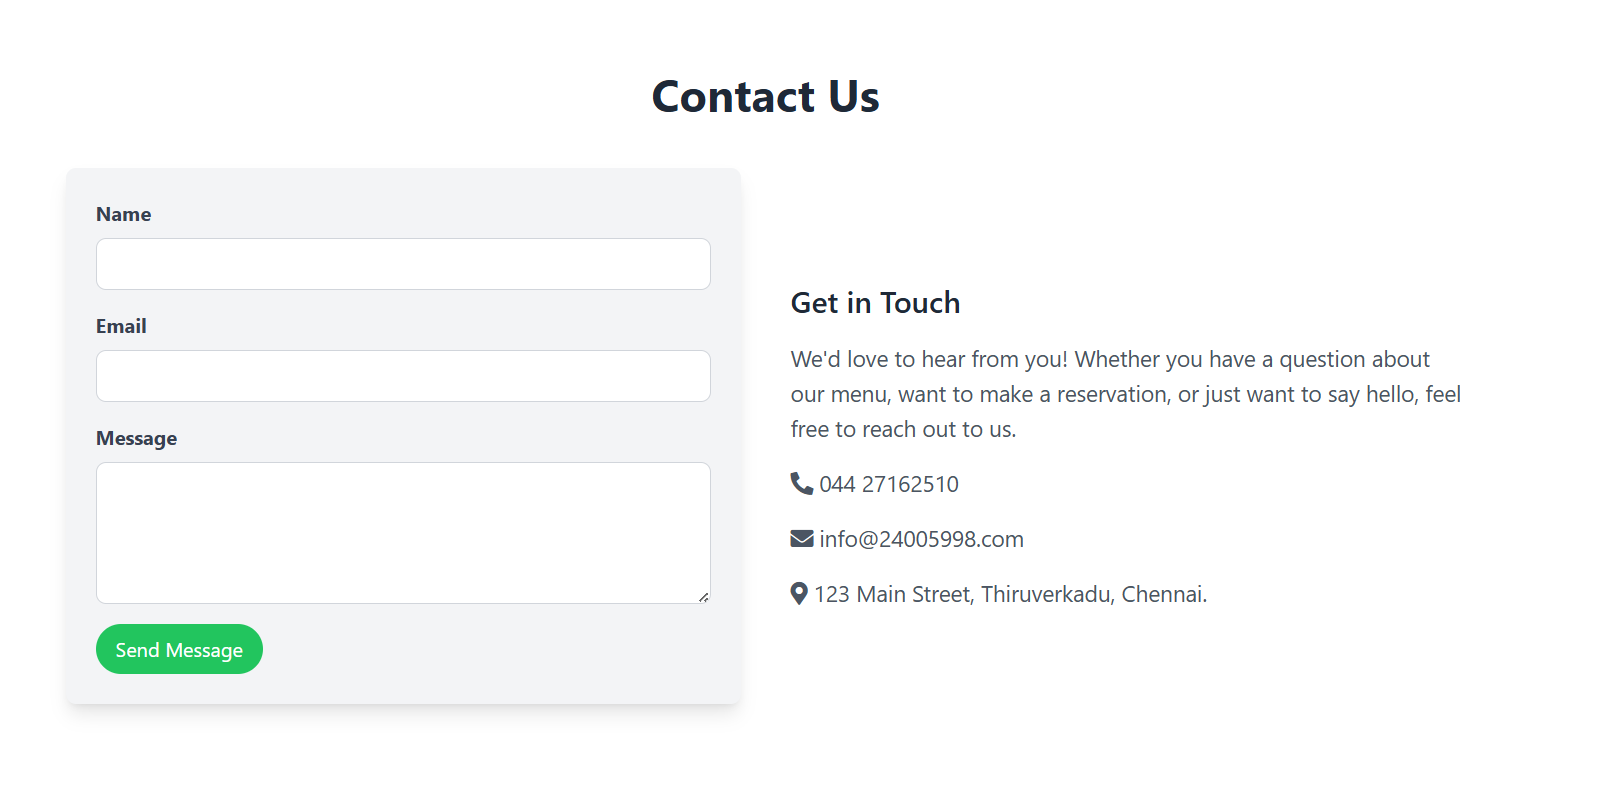 Contact Us
Name
Email
Message
Send Message
Get in Touch
We'd love to hear from you! Whether you have a question about
our menu, want to make a reservation, or just want to say hello, feel
free to reach out to us.
044 27162510
info@24005998.com
123 Main Street, Thiruverkadu, Chennai.